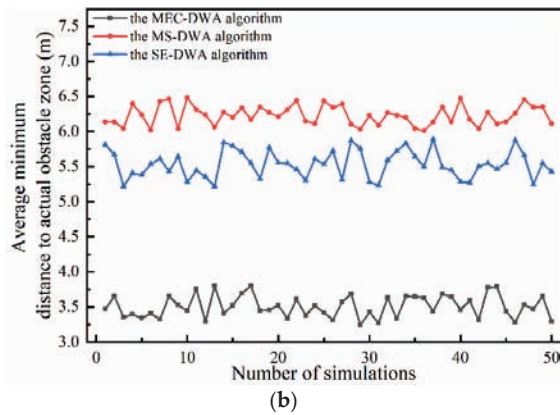 the MEC-DWA algorithm
the MS-DWA algorithm
the SE-DWA algorithm
Average minimum
distance to actual obstacle zone (m)
7.5
7.0
6.5
6.0
5.5
5.0
4.5
4.0
3.5
3.0
0 10 20 30 40 50
Number of simulations
(b)